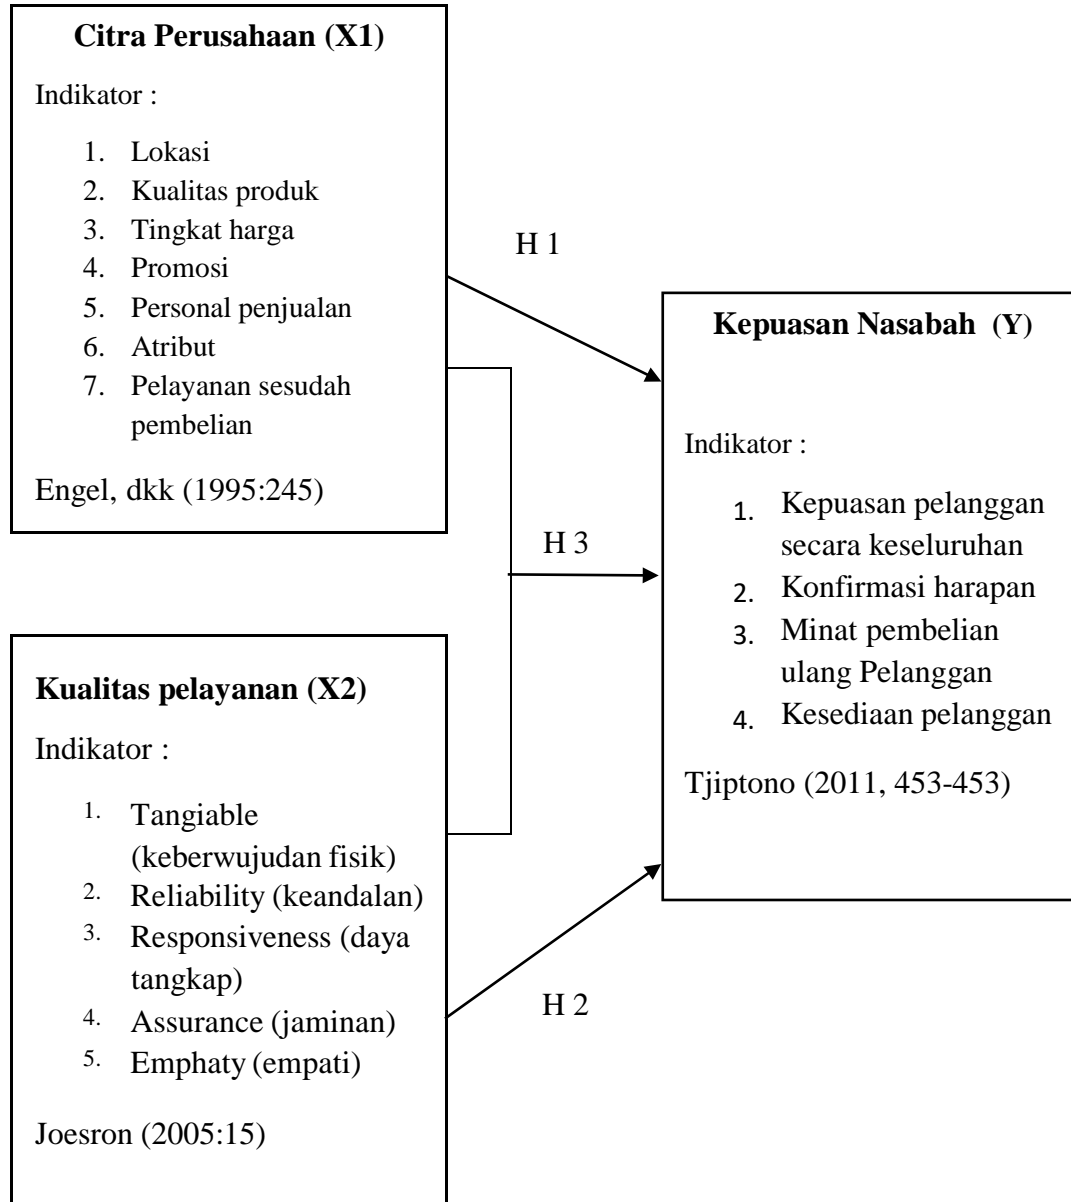 Citra Perusahaan (X1)
Indikator :
1. Lokasi
2. Kualitas produk
3. Tingkat harga
4. Promosi
5. Personal penjualan
6. Atribut
7. Pelayanan sesudah
pembelian
Engel, dkk (1995:245)
H 1
H 3
Kualitas pelayanan (X2)
Indikator :
1. Tangiable
(keberwujudan fisik)
2. Reliability (keandalan)
3. Responsiveness (daya
tangkap)
4. Assurance (jaminan)
5. Emphaty (empati)
Joesron (2005:15)
H 2
Kepuasan Nasabah (Y)
Indikator :
1. Kepuasan pelanggan
secara keseluruhan
2. Konfirmasi harapan
3. Minat pembelian
ulang Pelanggan
4. Kesediaan pelanggan
Tjiptono (2011, 453-453)